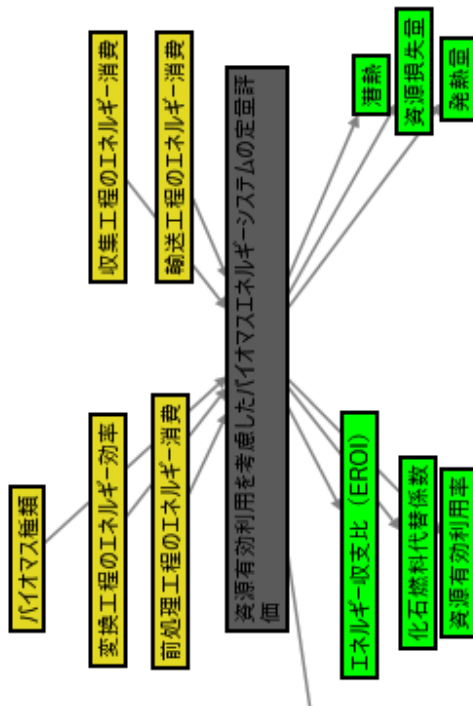 バイオマス種類
変換工程のエネルギー効率
前処理工程のエネルギー消費
収集工程のエネルギー消費
輸送工程のエネルギー消費
資源有効利用を考慮したバイオマスエネルギーシステムの定量評
価
エネルギー収支比（EROI）
化石燃料代替係数
資源有効利用率
潜熱
資源損失量
発熱量